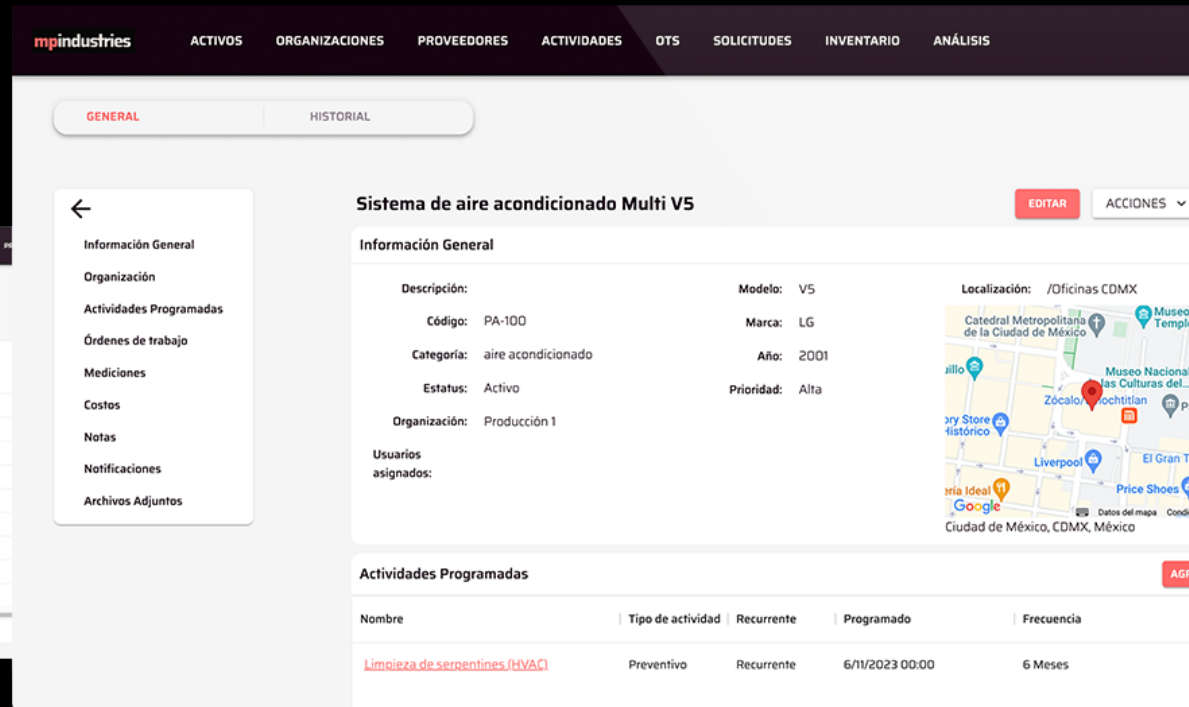 mpindustries ACTIVOS ORGANIZACIONES PROVEEDORES ACTIVIDADES OTS SOLICITUDES INVENTARIO ANÁLISIS
GENERAL HISTORIAL
Sistema de aire acondicionado Multi V5 EDITAR ACCIONES
Información General
Organización
Actividades Programadas
Órdenes de trabajo
Mediciones
Costos
Notas
Notificaciones
Archivos Adjuntos
Información General
Descripción:
Código: PA-100
Categoría: aire acondicionado
Estatus: Activo
Organización: Producción 1
Usuarios
asignados:
Modelo: V5
Marca: LG
Año: 2001
Prioridad: Alta
Localización: /Oficinas CDMX
Catedral Metropolitana
de la Ciudad de México
Museo
Museo Nacional
las Culturas del...
Store
Histórico
Liverpool
El Gran
Price Shoes
Ideal
Google
Datos del mapa
Ciudad de México, CDMX, México
Actividades Programadas
Nombre Tipo de actividad Recurrente Programado Frecuencia
Limpieza de serpentines (HVAC) Preventivo Recurrente 6/11/2023 00:00 6 Meses